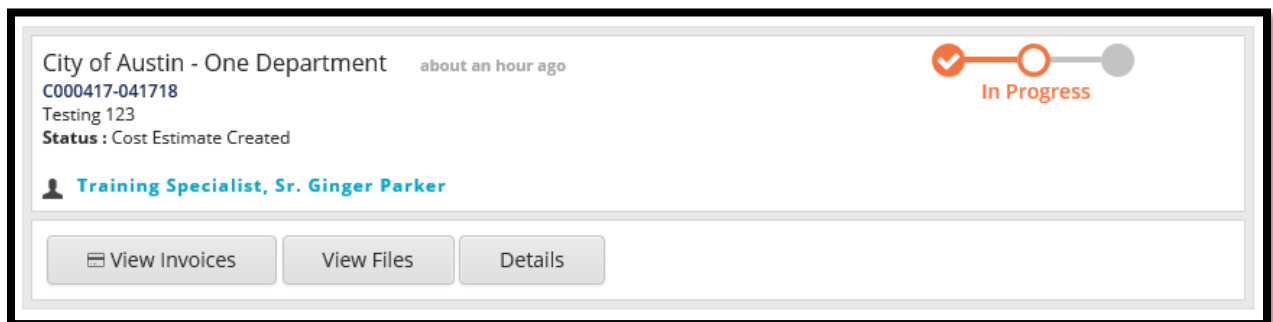 City of Austin - One Department about an hour ago
C000417-041718
Testing 123
Status : Cost Estimate Created
In Progress
Training Specialist, Sr. Ginger Parker
View Invoices View Files Details